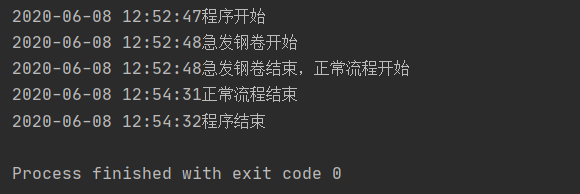 2020-06-08 12:52:47程序开始
2020-06-08 12:52:48急发钢卷开始
2020-06-08 12:52:48急发钢卷结束，正常流程开始
2020-06-08 12:54:31正常流程结束
2020-06-08 12:54:32程序结束
Process finished with exit code 0